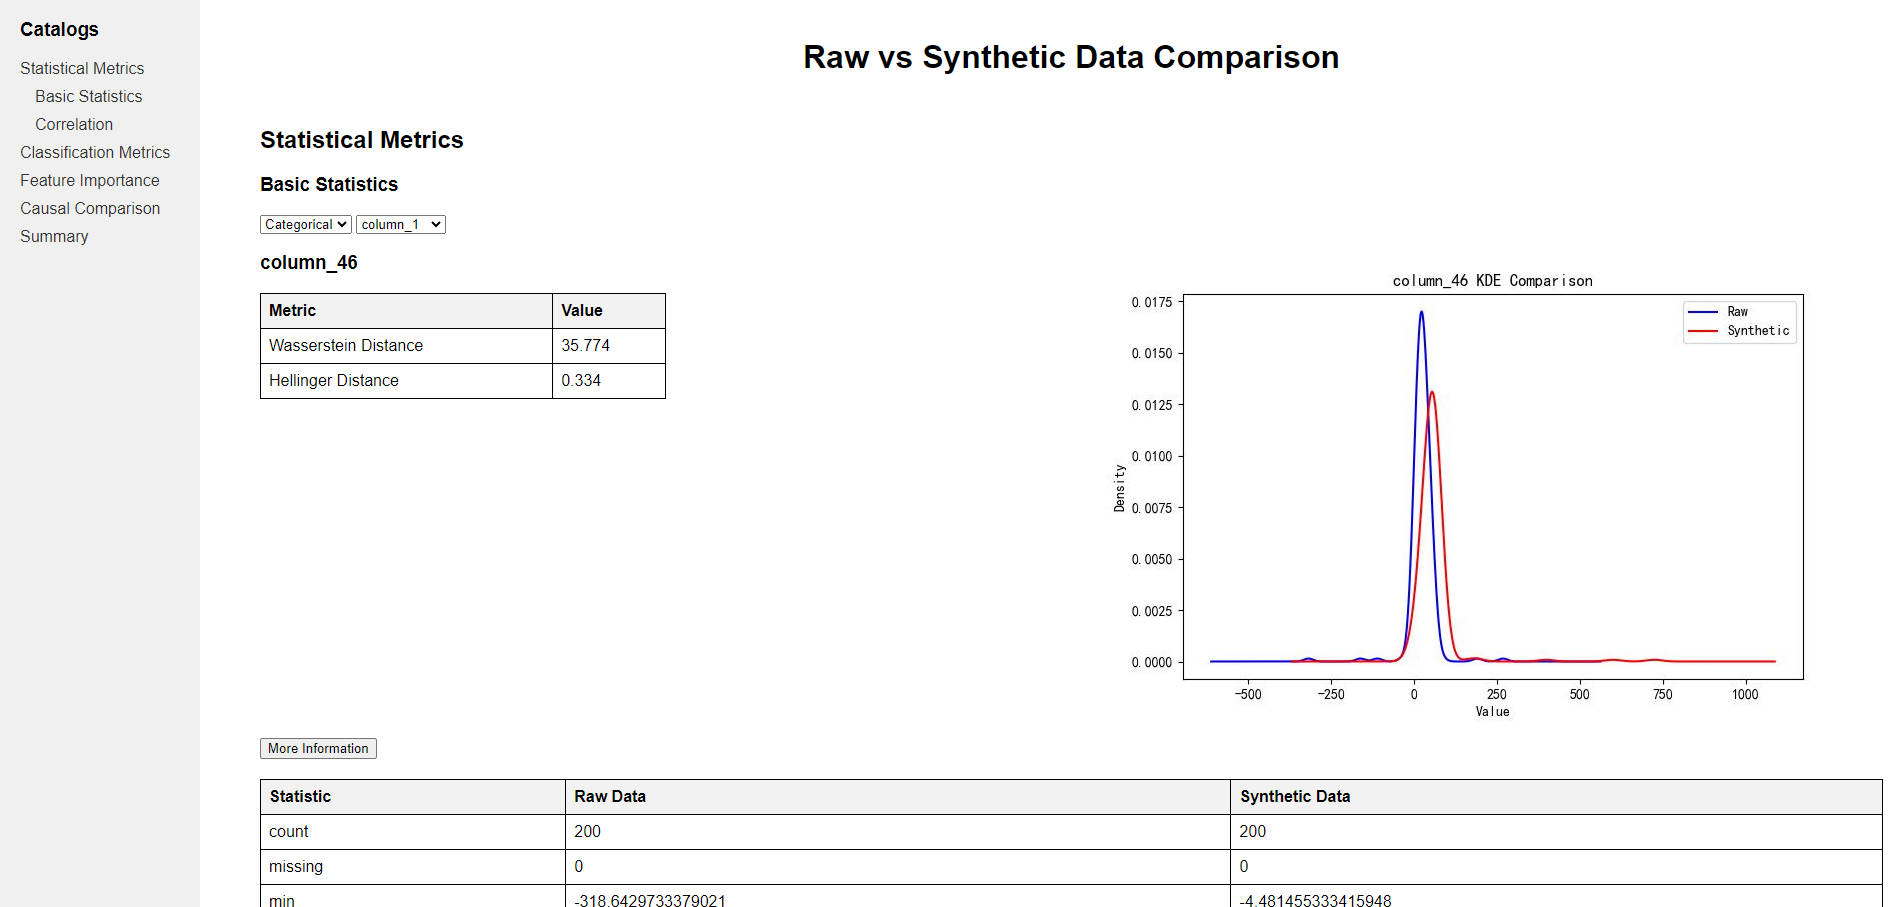 Catalogs
Statistical Metrics
Basic Statistics
Correlation
Classification Metrics
Feature Importance
Causal Comparison
Summary
Raw vs Synthetic Data Comparison
Statistical Metrics
Basic Statistics
Categorical column_1
column_46
Metric Value
Wasserstein Distance 35.774
Hellinger Distance 0.334
column_46 KDE Comparison
Raw
Synthetic
Density
0.0175
0.0150
0.0125
0.0100
0.0075
0.0050
0.0025
0.0000
-500 -250 0 250 500 750 1000
Value
More Information
Statistic Raw Data Synthetic Data
count 200 200
missing 0 0
min -318.6429733379021 -4.481455333415948